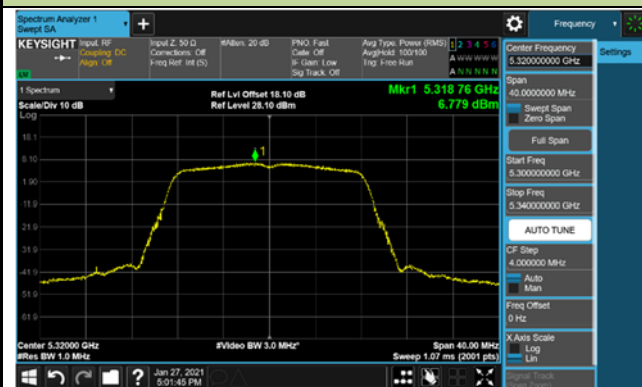 Spectrum Analyzer 1
Swept SA
+
Frequency
KEYSIGHT
Input: RF
Coupling: DC
Align: Off
Input Z: 50 Ω
Corrections: Off
Freq Ref: Int (S)
#Atten: 20 dB
PNO: Fast
Gate: Off
IF Gain: Low
Sig Track: Off
Avg Type: Power (RMS)
Avg|Hold: 100/100
Trig: Free Run
1 2 3 4 5 6
A W W W W W
A N N N N N
Center Frequency
5.320000000 GHz
Settings
Span
40.0000000 MHz
Swept Span
Zero Span
Full Span
Start Freq
5.300000000 GHz
Stop Freq
5.340000000 GHz
AUTO TUNE
CF Step
4.000000 MHz
Auto
Man
Freq Offset
0 Hz
X Axis Scale
Log
Lin
Signal Track
1 Spectrum
Scale/Div 10 dB
Log
Ref Lvl Offset 18.10 dB
Ref Level 28.10 dBm
Mkr1 5.318 76 GHz
6.779 dBm
18.1
8.10
1
-1.90
-11.9
-21.9
-31.9
-41.9
-51.9
-61.9
Center 5.32000 GHz
#Res BW 1.0 MHz
#Video BW 3.0 MHz*
Span 40.00 MHz
Sweep 1.07 ms (2001 pts)
?
Jan 27, 2021
5:01:45 PM